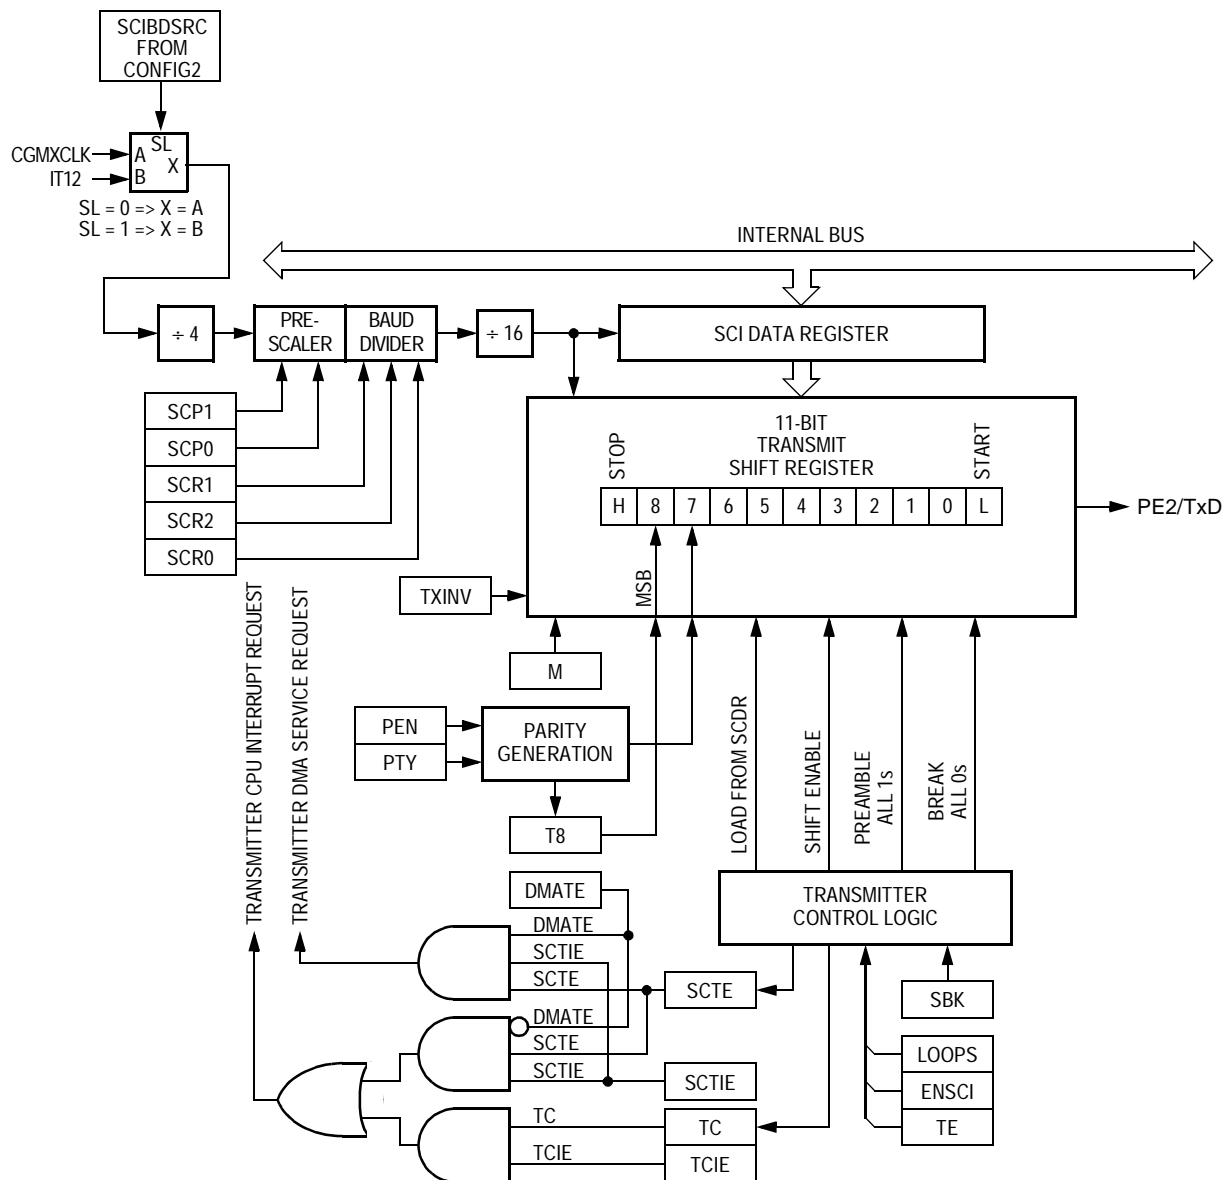 SCIBDSRC
FROM
CONFIG2
SL
CGMXCLK
A
X
IT12
B
SL = 0 => X = A
SL = 1 => X = B
INTERNAL BUS
÷ 4
PRE-
SCALER
BAUD
DIVIDER
÷ 16
SCI DATA REGISTER
SCP1
SCP0
SCR1
SCR2
SCR0
11-BIT
TRANSMIT
SHIFT REGISTER
STOP
START
H 8 7 6 5 4 3 2 1 0 L
PE2/TxD
MSB
TXINV
M
PEN
PTY
PARITY
GENERATION
T8
TRANSMITTER CPU INTERRUPT REQUEST
TRANSMITTER DMA SERVICE REQUEST
LOAD FROM SCDR
SHIFT ENABLE
PREAMBLE
ALL 1s
BREAK
ALL 0s
TRANSMITTER
CONTROL LOGIC
DMATE
DMATE
SCTIE
SCTE
SCTE
SBK
DMATE
SCTE
SCTIE
SCTIE
LOOPS
ENSCI
TE
TC
TC
TCIE
TCIE